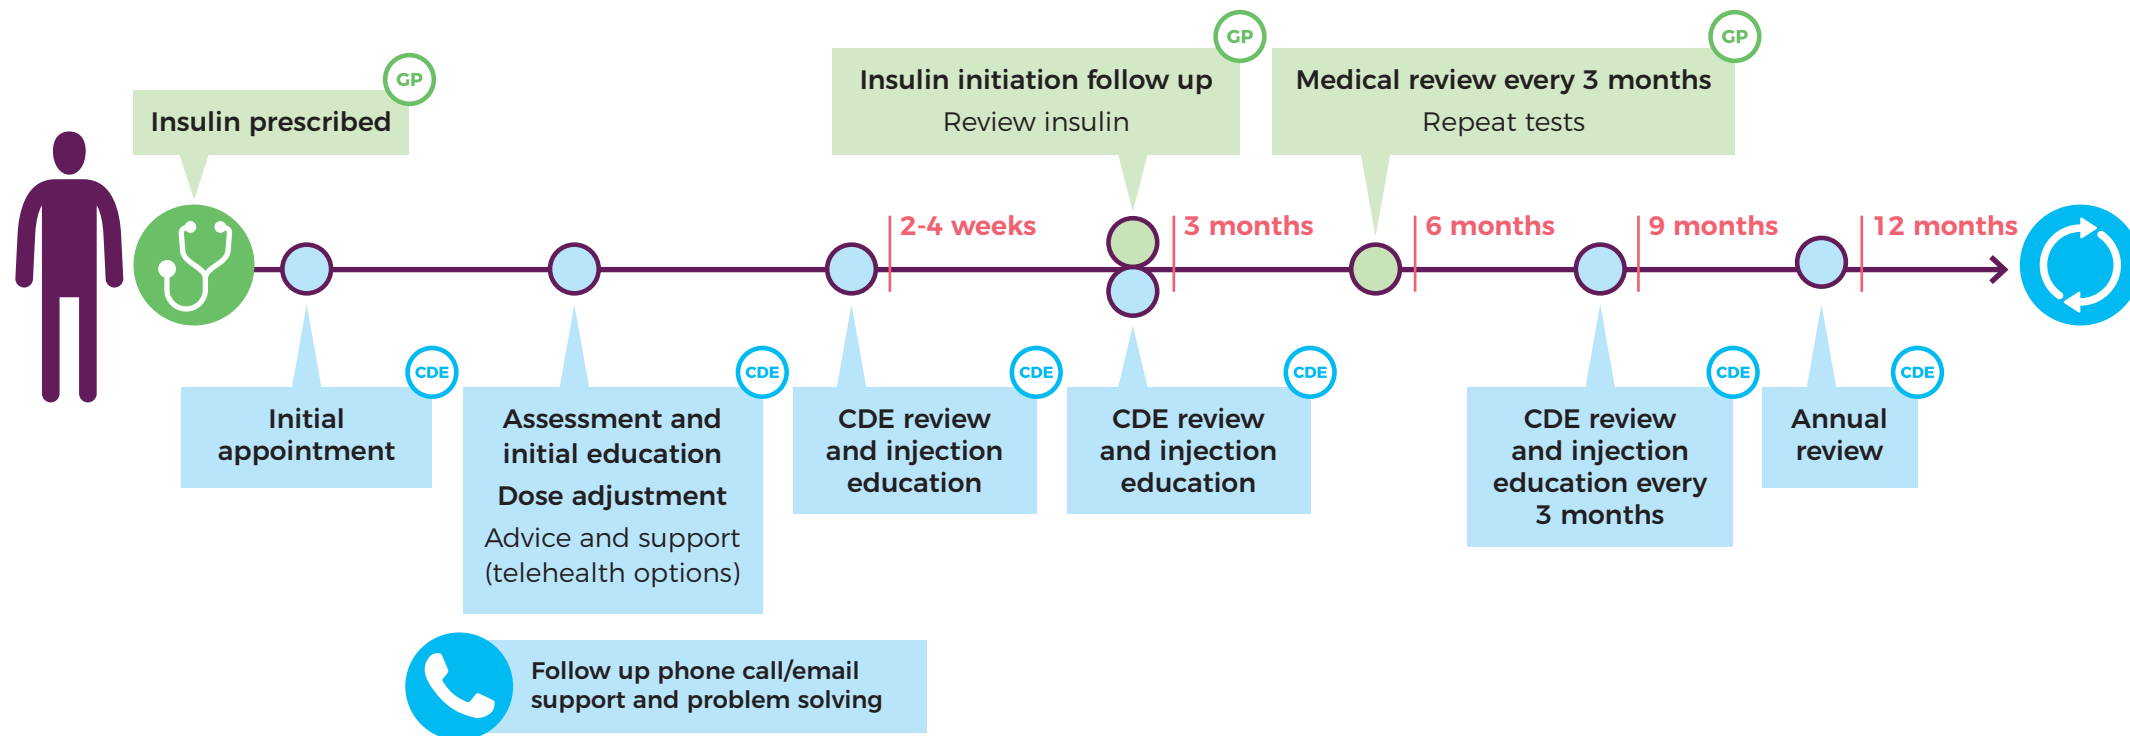 GP
Insulin prescribed
GP
Insulin initiation follow up
Review insulin
GP
Medical review every 3 months
Repeat tests
2-4 weeks
3 months
6 months
9 months
12 months
CDE
Initial
appointment
CDE
Assessment and
initial education
Dose adjustment
Advice and support
(telehealth options)
CDE
CDE review
and injection
education
CDE
CDE review
and injection
education
CDE
CDE review
and injection
education every
3 months
CDE
Annual
review
Follow up phone call/email
support and problem solving